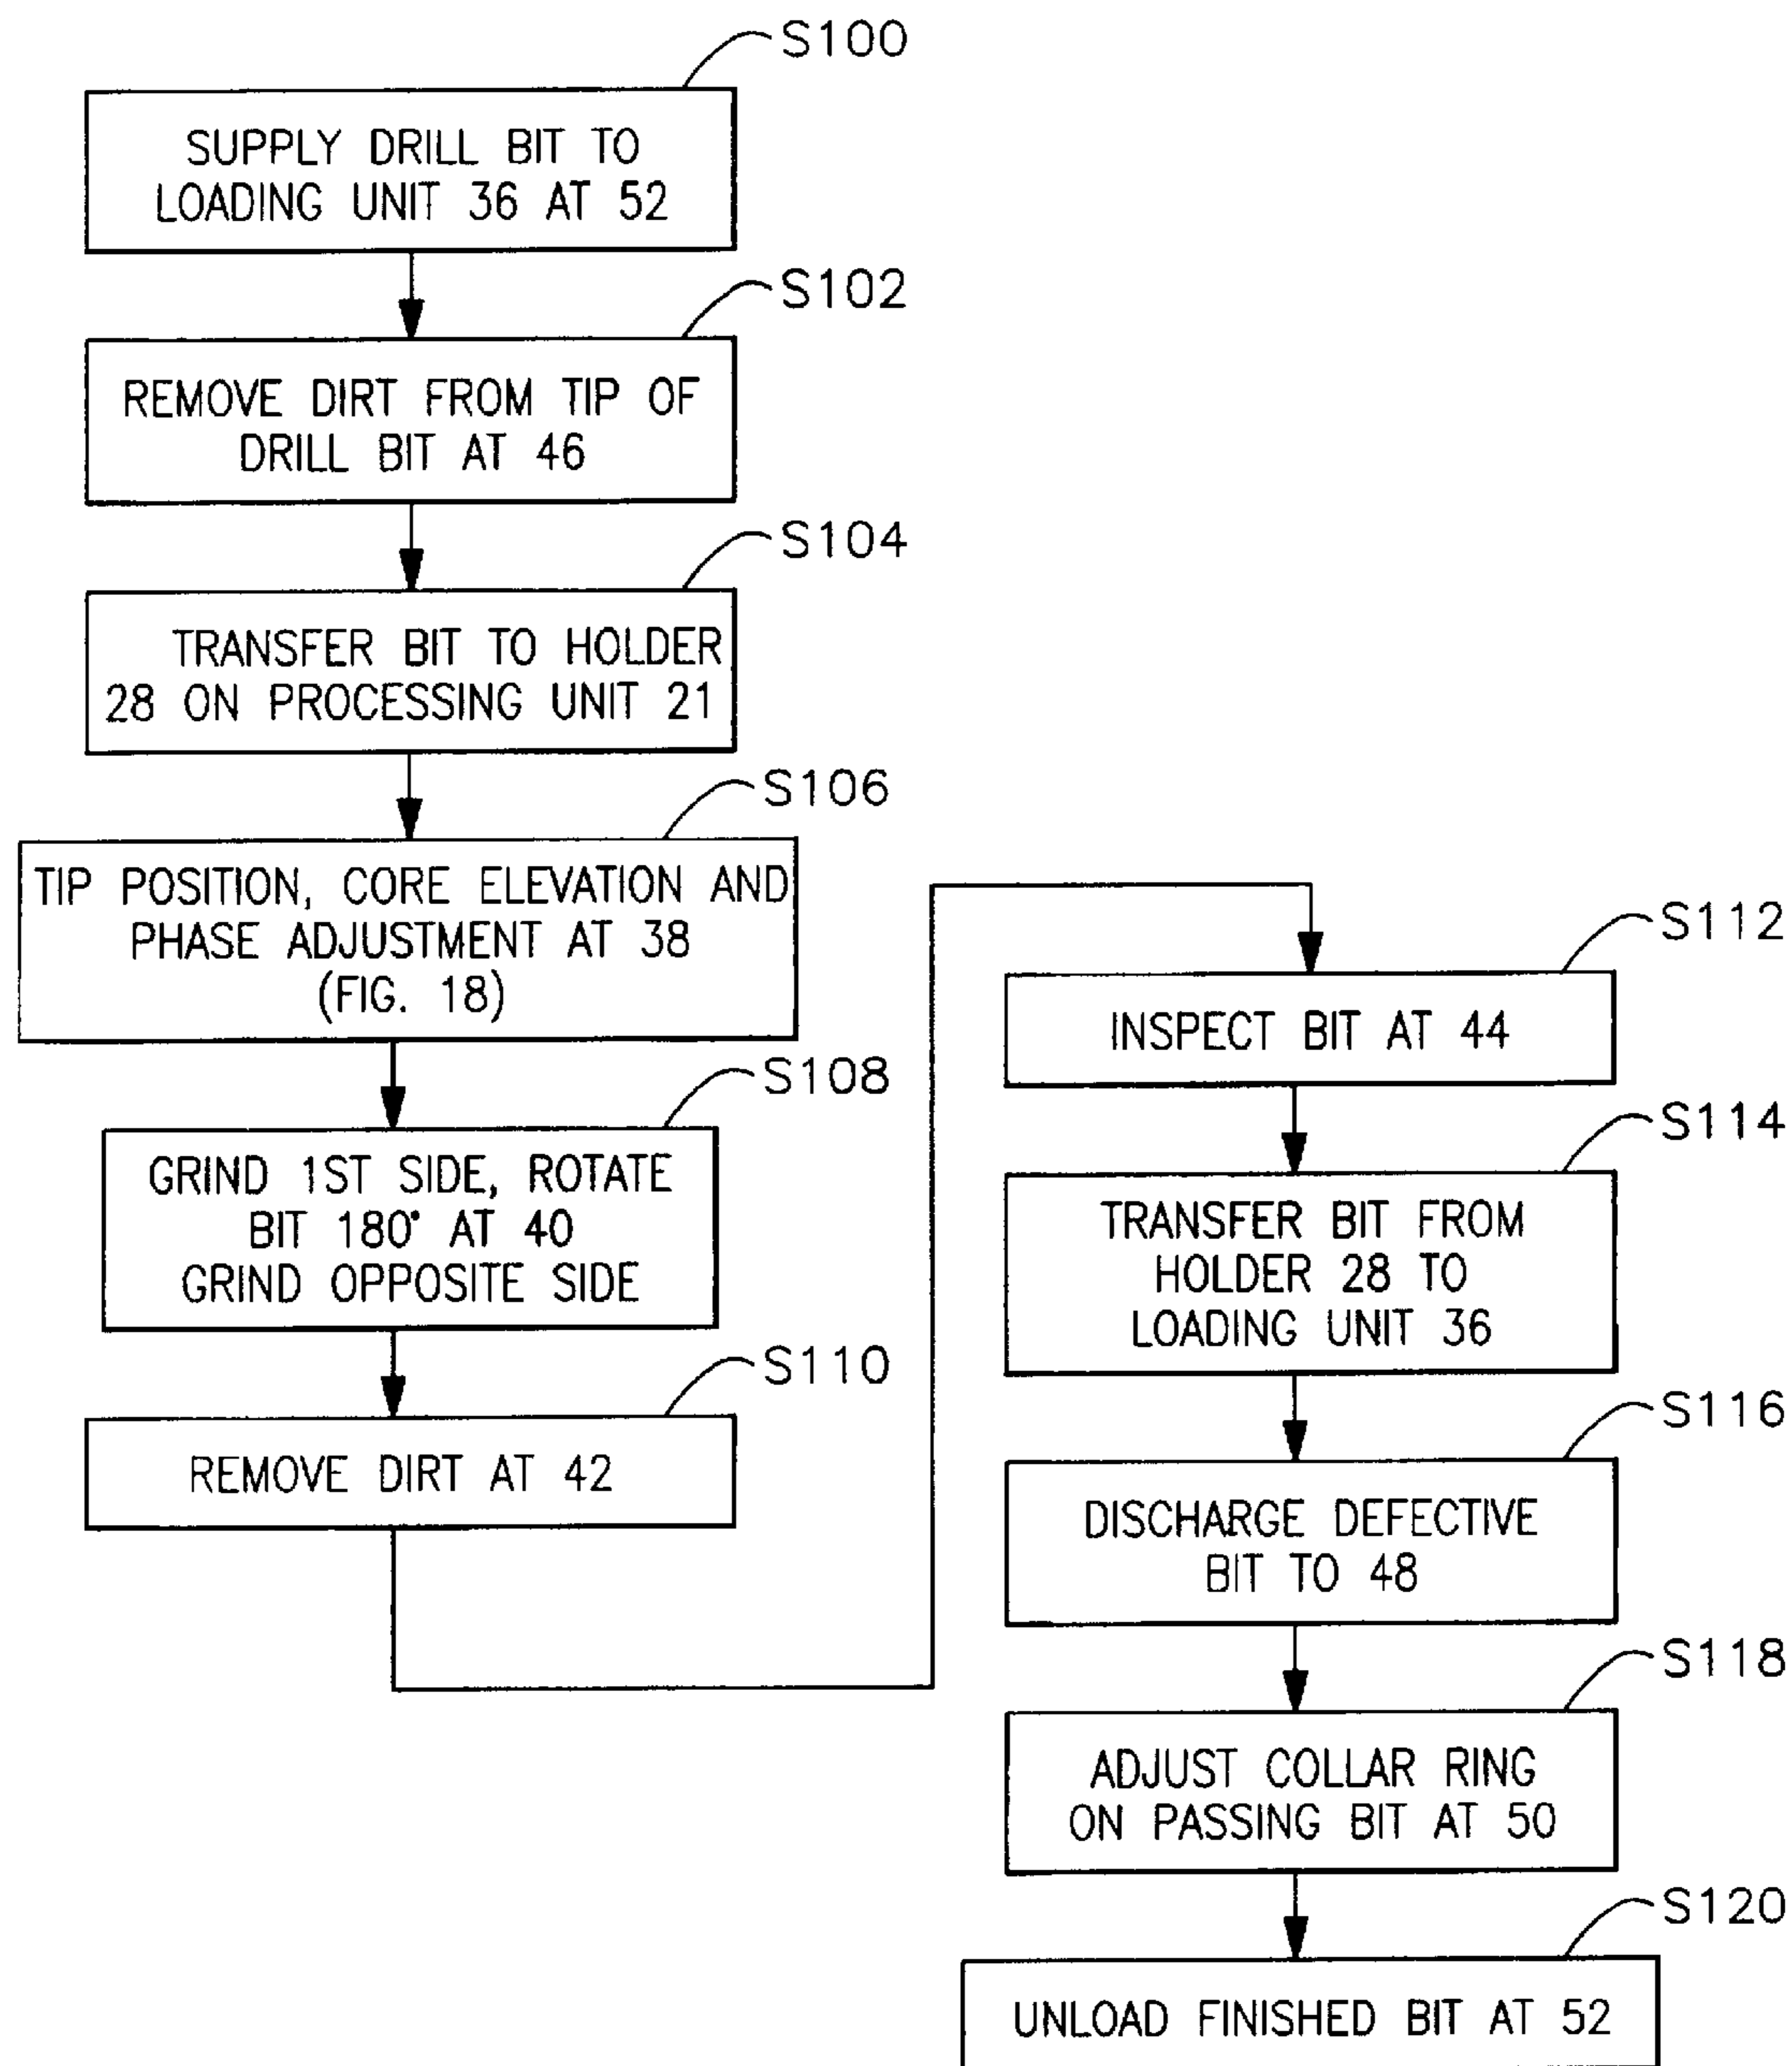 S100
SUPPLY DRILL BIT TO
LOADING UNIT 36 AT 52
S102
REMOVE DIRT FROM TIP OF
DRILL BIT AT 46
S104
TRANSFER BIT TO HOLDER
28 ON PROCESSING UNIT 21
S106
TIP POSITION, CORE ELEVATION AND
PHASE ADJUSTMENT AT 38
(FIG. 18)
S108
GRIND 1ST SIDE, ROTATE
BIT 180° AT 40
GRIND OPPOSITE SIDE
S110
REMOVE DIRT AT 42
S112
INSPECT BIT AT 44
S114
TRANSFER BIT FROM
HOLDER 28 TO
LOADING UNIT 36
S116
DISCHARGE DEFECTIVE
BIT TO 48
S118
ADJUST COLLAR RING
ON PASSING BIT AT 50
S120
UNLOAD FINISHED BIT AT 52